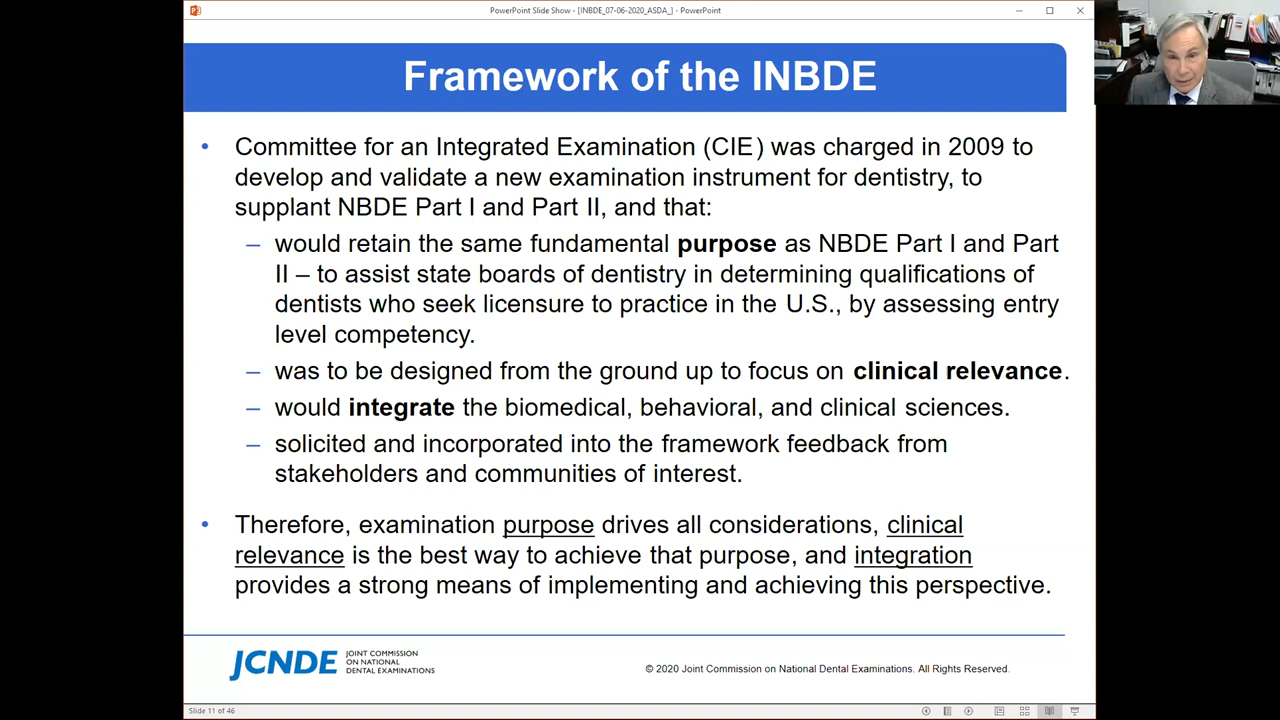 PowerPoint Slide Show - [INBDE_07-06-2020_ASDA_] - PowerPoint
Framework of the INBDE
• Committee for an Integrated Examination (CIE) was charged in 2009 to
develop and validate a new examination instrument for dentistry, to
supplant NBDE Part I and Part II, and that:
– would retain the same fundamental purpose as NBDE Part I and Part
II – to assist state boards of dentistry in determining qualifications of
dentists who seek licensure to practice in the U.S., by assessing entry
level competency.
– was to be designed from the ground up to focus on clinical relevance.
– would integrate the biomedical, behavioral, and clinical sciences.
– solicited and incorporated into the framework feedback from
stakeholders and communities of interest.
• Therefore, examination purpose drives all considerations, clinical
relevance is the best way to achieve that purpose, and integration
provides a strong means of implementing and achieving this perspective.
JCNDE
JOINT COMMISSION
ON NATIONAL
DENTAL EXAMINATIONS
© 2020 Joint Commission on National Dental Examinations. All Rights Reserved.
Slide 11 of 46